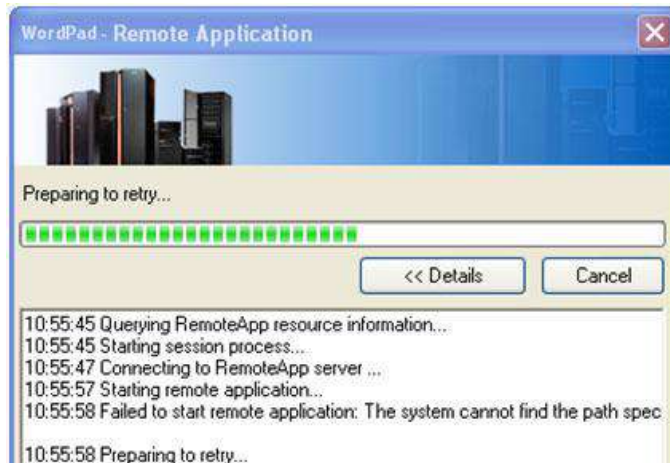 WordPad - Remote Application
Preparing to retry...
<< Details
Cancel
10:55:45 Querying RemoteApp resource information...
10:55:45 Starting session process...
10:55:47 Connecting to RemoteApp server ...
10:55:57 Starting remote application...
10:55:58 Failed to start remote application: The system cannot find the path spec
10:55:58 Preparing to retry...